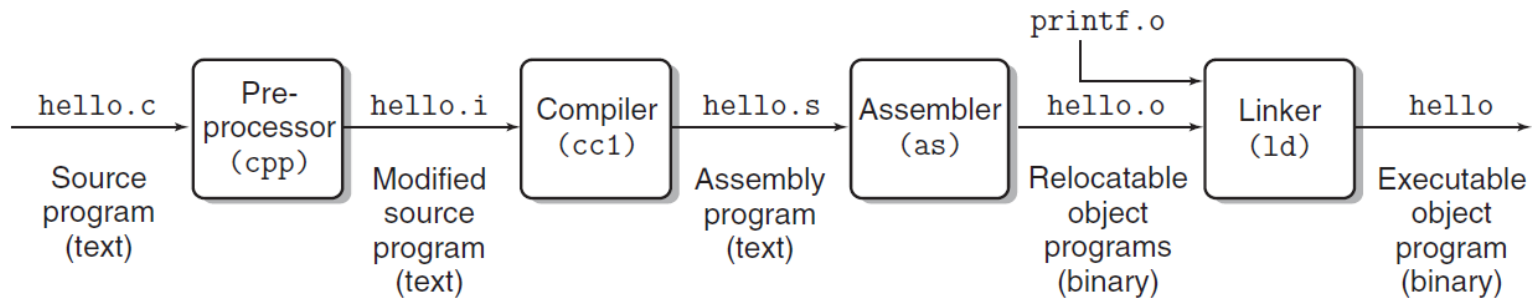 printf.o
hello.c
Pre-
processor
(cpp)
hello.i
Compiler
(cc1)
hello.s
Assembler
(as)
hello.o
Linker
(ld)
hello
Source
program
(text)
Modified
source
program
(text)
Assembly
program
(text)
Relocatable
object
programs
(binary)
Executable
object
program
(binary)